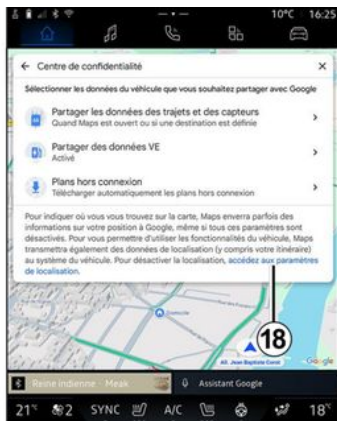 10°C 16:25
← Centre de confidentialité ×
Sélectionner les données du véhicule que vous souhaitez partager avec Google
Partager les données des trajets et des capteurs
Quand Maps est ouvert ou si une destination est définie
Partager des données VE
Activé
Plans hors connexion
Télécharger automatiquement les plans hors connexion
Pour indiquer où vous vous trouvez sur la carte, Maps enverra parfois des
informations sur votre position à Google, même si tous ces paramètres sont
désactivés. Pour vous permettre d'utiliser les fonctionnalités du véhicule, Maps
transmettra également des données de localisation (y compris votre itinéraire)
au système du véhicule. Pour désactiver la localisation, accédez aux paramètres
de localisation.
Domicile
18
All. Jean Baptiste
Google
Reine indienne - Meak
Assistant Google
21°C 2 SYNC A/C 18°C